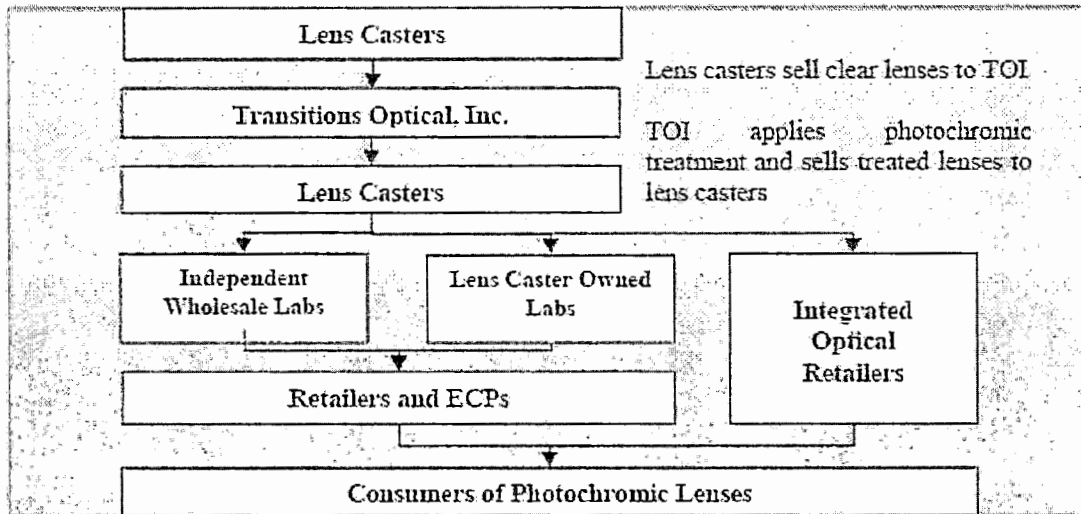 Lens Casters
Lens casters sell clear lenses to TOI
Transitions Optical, Inc.
TOI applies photochromic
treatment and sells treated lenses to
lens casters
Lens Casters
Independent
Wholesale Labs
Lens Caster Owned
Labs
Integrated
Optical
Retailers
Retailers and ECPs
Consumers of Photochromic Lenses